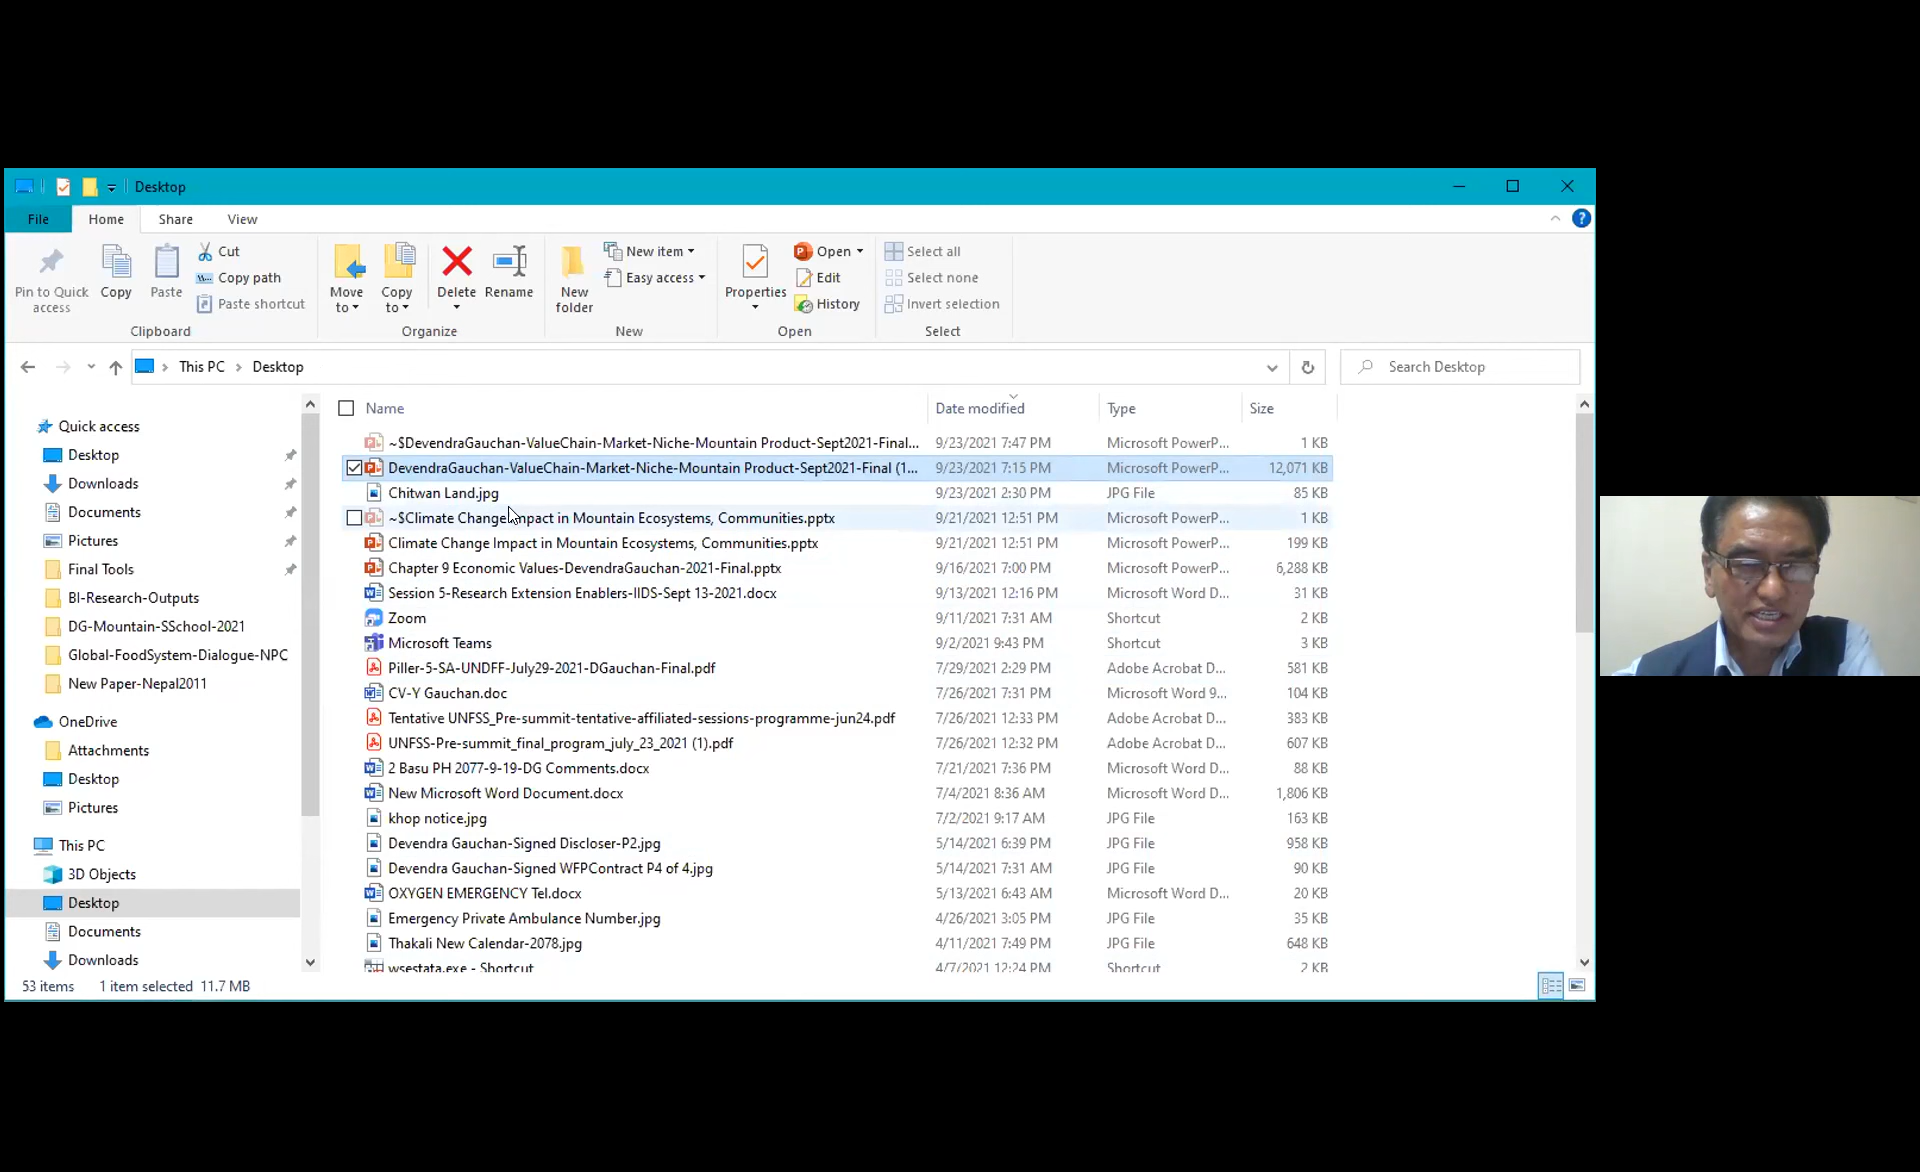 Desktop
File Home Share View
Pin to Quick access
Copy
Paste
Cut
Copy path
Paste shortcut
Clipboard
Move to
Copy to
Delete
Rename
Organize
New folder
New item
Easy access
New
Properties
Open
Edit
History
Open
Select all
Select none
Invert selection
Select
This PC > Desktop
Search Desktop
Quick access
Desktop
Downloads
Documents
Pictures
Final Tools
BI-Research-Outputs
DG-Mountain-SSchool-2021
Global-FoodSystem-Dialogue-NPC
New Paper-Nepal2011
OneDrive
Attachments
Desktop
Pictures
This PC
3D Objects
Desktop
Documents
Downloads
Name Date modified Type Size
~$DevendraGauchan-ValueChain-Market-Niche-Mountain Product-Sept2021-Final... 9/23/2021 7:47 PM Microsoft PowerP... 1 KB
DevendraGauchan-ValueChain-Market-Niche-Mountain Product-Sept2021-Final (1... 9/23/2021 7:15 PM Microsoft PowerP... 12,071 KB
Chitwan Land.jpg 9/23/2021 2:30 PM JPG File 85 KB
~$Climate Change Impact in Mountain Ecosystems, Communities.pptx 9/21/2021 12:51 PM Microsoft PowerP... 1 KB
Climate Change Impact in Mountain Ecosystems, Communities.pptx 9/21/2021 12:51 PM Microsoft PowerP... 199 KB
Chapter 9 Economic Values-DevendraGauchan-2021-Final.pptx 9/16/2021 7:00 PM Microsoft PowerP... 6,288 KB
Session 5-Research Extension Enablers-IIDS-Sept 13-2021.docx 9/13/2021 12:16 PM Microsoft Word D... 31 KB
Zoom 9/11/2021 7:31 AM Shortcut 2 KB
Microsoft Teams 9/2/2021 9:43 PM Shortcut 3 KB
Piller-5-SA-UNDFF-July29-2021-DGauchan-Final.pdf 7/29/2021 2:29 PM Adobe Acrobat D... 581 KB
CV-Y Gauchan.doc 7/26/2021 7:31 PM Microsoft Word 9... 104 KB
Tentative UNFSS_Pre-summit-tentative-affiliated-sessions-programme-jun24.pdf 7/26/2021 12:33 PM Adobe Acrobat D... 383 KB
UNFSS-Pre-summit_final_program_july_23_2021 (1).pdf 7/26/2021 12:32 PM Adobe Acrobat D... 607 KB
2 Basu PH 2077-9-19-DG Comments.docx 7/21/2021 7:36 PM Microsoft Word D... 88 KB
New Microsoft Word Document.docx 7/4/2021 8:36 AM Microsoft Word D... 1,806 KB
khop notice.jpg 7/2/2021 9:17 AM JPG File 163 KB
Devendra Gauchan-Signed Discloser-P2.jpg 5/14/2021 6:39 PM JPG File 958 KB
Devendra Gauchan-Signed WFPContract P4 of 4.jpg 5/14/2021 7:31 AM JPG File 90 KB
OXYGEN EMERGENCY Tel.docx 5/13/2021 6:43 AM Microsoft Word D... 20 KB
Emergency Private Ambulance Number.jpg 4/26/2021 3:05 PM JPG File 35 KB
Thakali New Calendar-2078.jpg 4/11/2021 7:49 PM JPG File 648 KB
wsestata.exe - Shortcut 4/7/2021 12:24 PM Shortcut 2 KB
53 items 1 item selected 11.7 MB